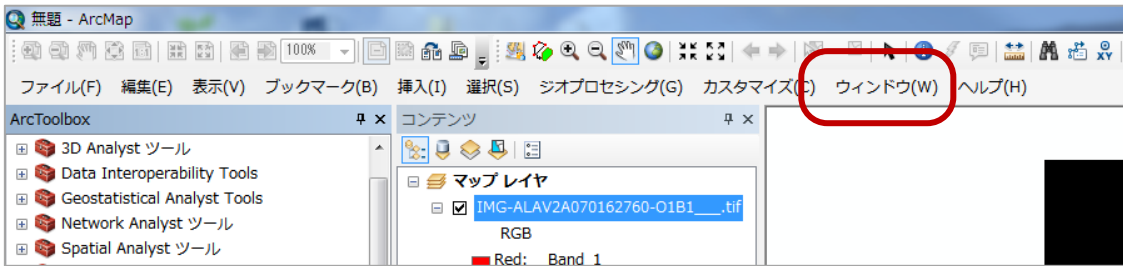 無題 - ArcMap
100%
ファイル(F) 編集(E) 表示(V) ブックマーク(B) 挿入(I) 選択(S) ジオプロセシング(G) カスタマイズ(C) ウィンドウ(W) ヘルプ(H)
ArcToolbox
3D Analyst ツール
Data Interoperability Tools
Geostatistical Analyst Tools
Network Analyst ツール
Spatial Analyst ツール
コンテンツ
マップ レイヤ
IMG-ALAV2A070162760-O1B1___.tif
RGB
Red: Band_1